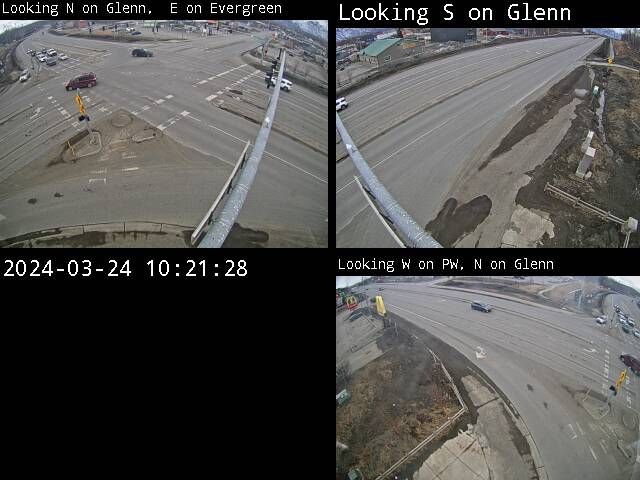 Looking N on Glenn,  E on Evergreen
Looking S on Glenn
2024-03-24 10:21:28
Looking W on PW, N on Glenn